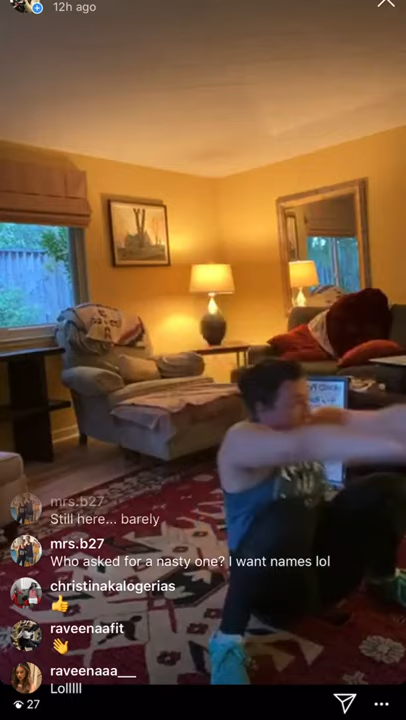 12h ago
mrs.b27
Still here... barely
mrs.b27
Who asked for a nasty one? I want names lol
christinakalogerias
👍
raveenaafit
👋
raveenaaa__
Lolllll
27